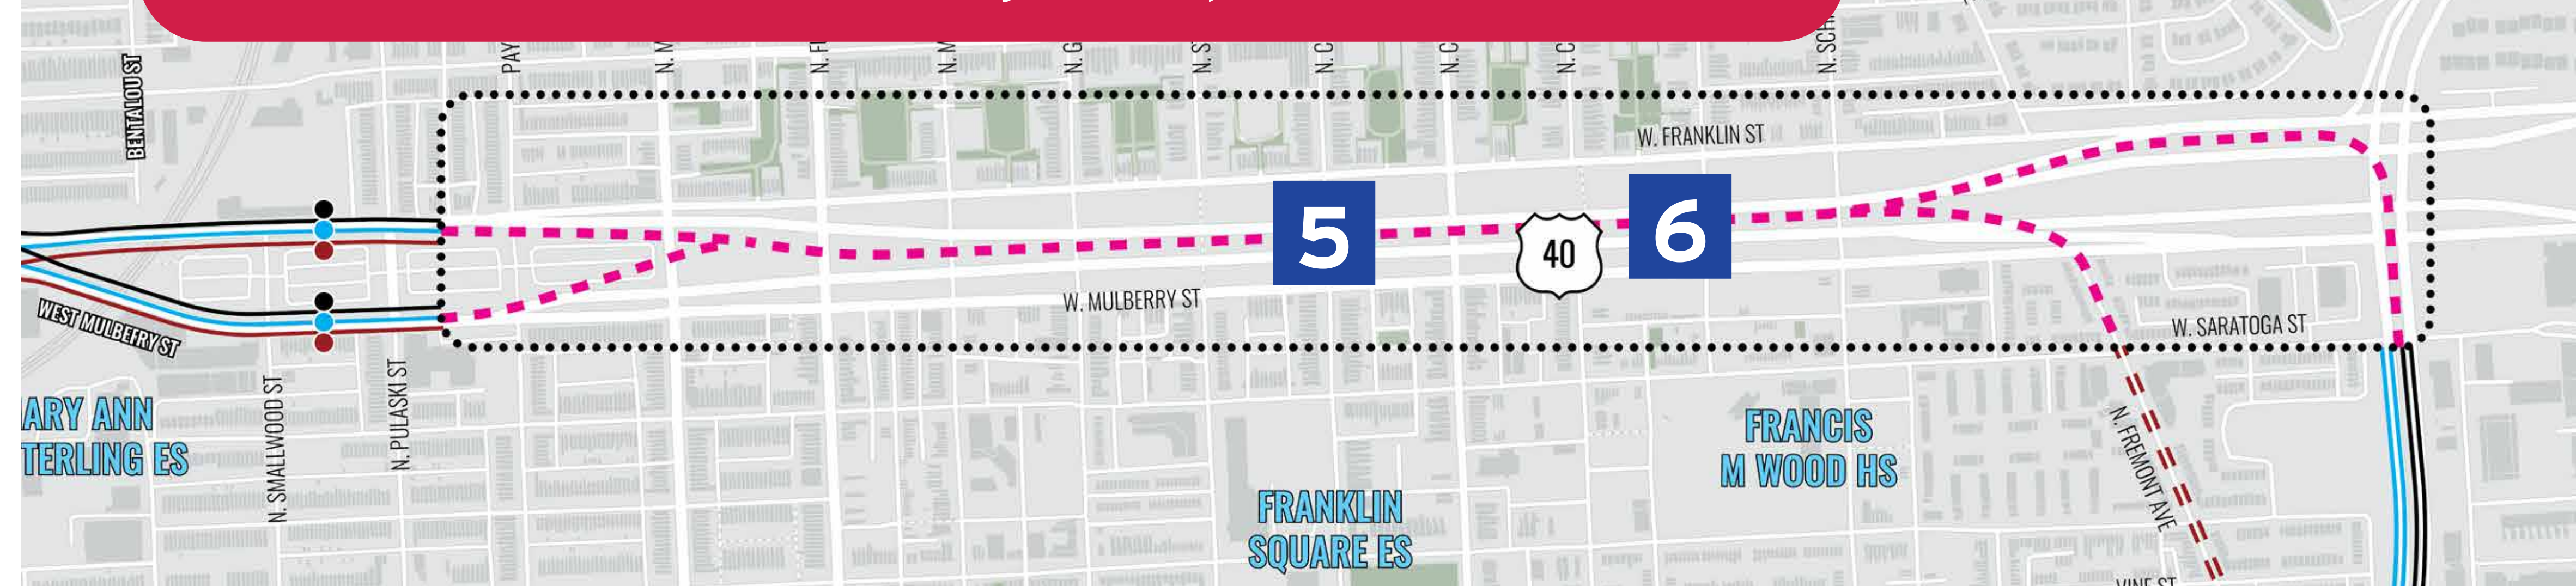 BENTALOU ST
PAY
N. M
N. F
N. M
N. G
N. S
N. C
N. C
N. C
N. SCH
W. FRANKLIN ST
5
40
6
W. MULBERRY ST
WEST MULBERRY ST
W. SARATOGA ST
N. SMALLWOOD ST
N. PULASKI ST
ARY ANN
TERLING ES
FRANCIS
M WOOD HS
N. FREMONT AVE
FRANKLIN
SQUARE ES
VINE ST